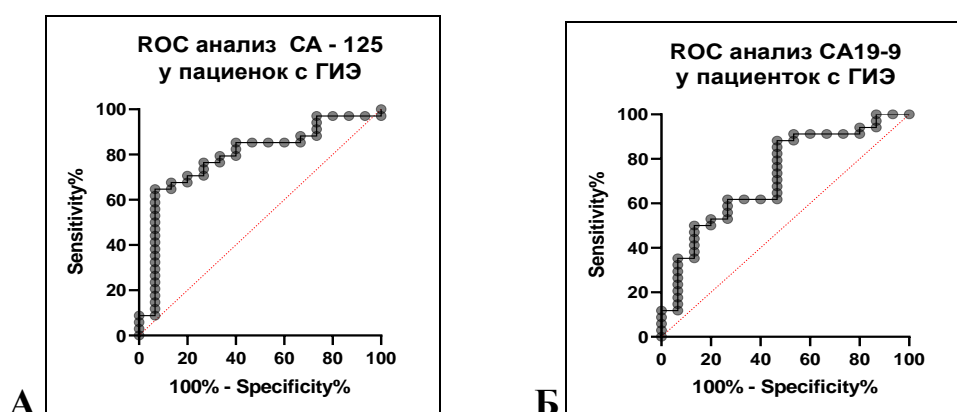 ROC анализ СА - 125
у пациенок с ГИЭ
100
80
60
40
20
0
Sensitivity%
0 20 40 60 80 100
100% - Specificity%
А
ROC анализ СА19-9
у пациенток с ГИЭ
100
80
60
40
20
0
Sensitivity%
0 20 40 60 80 100
100% - Specificity%
Б